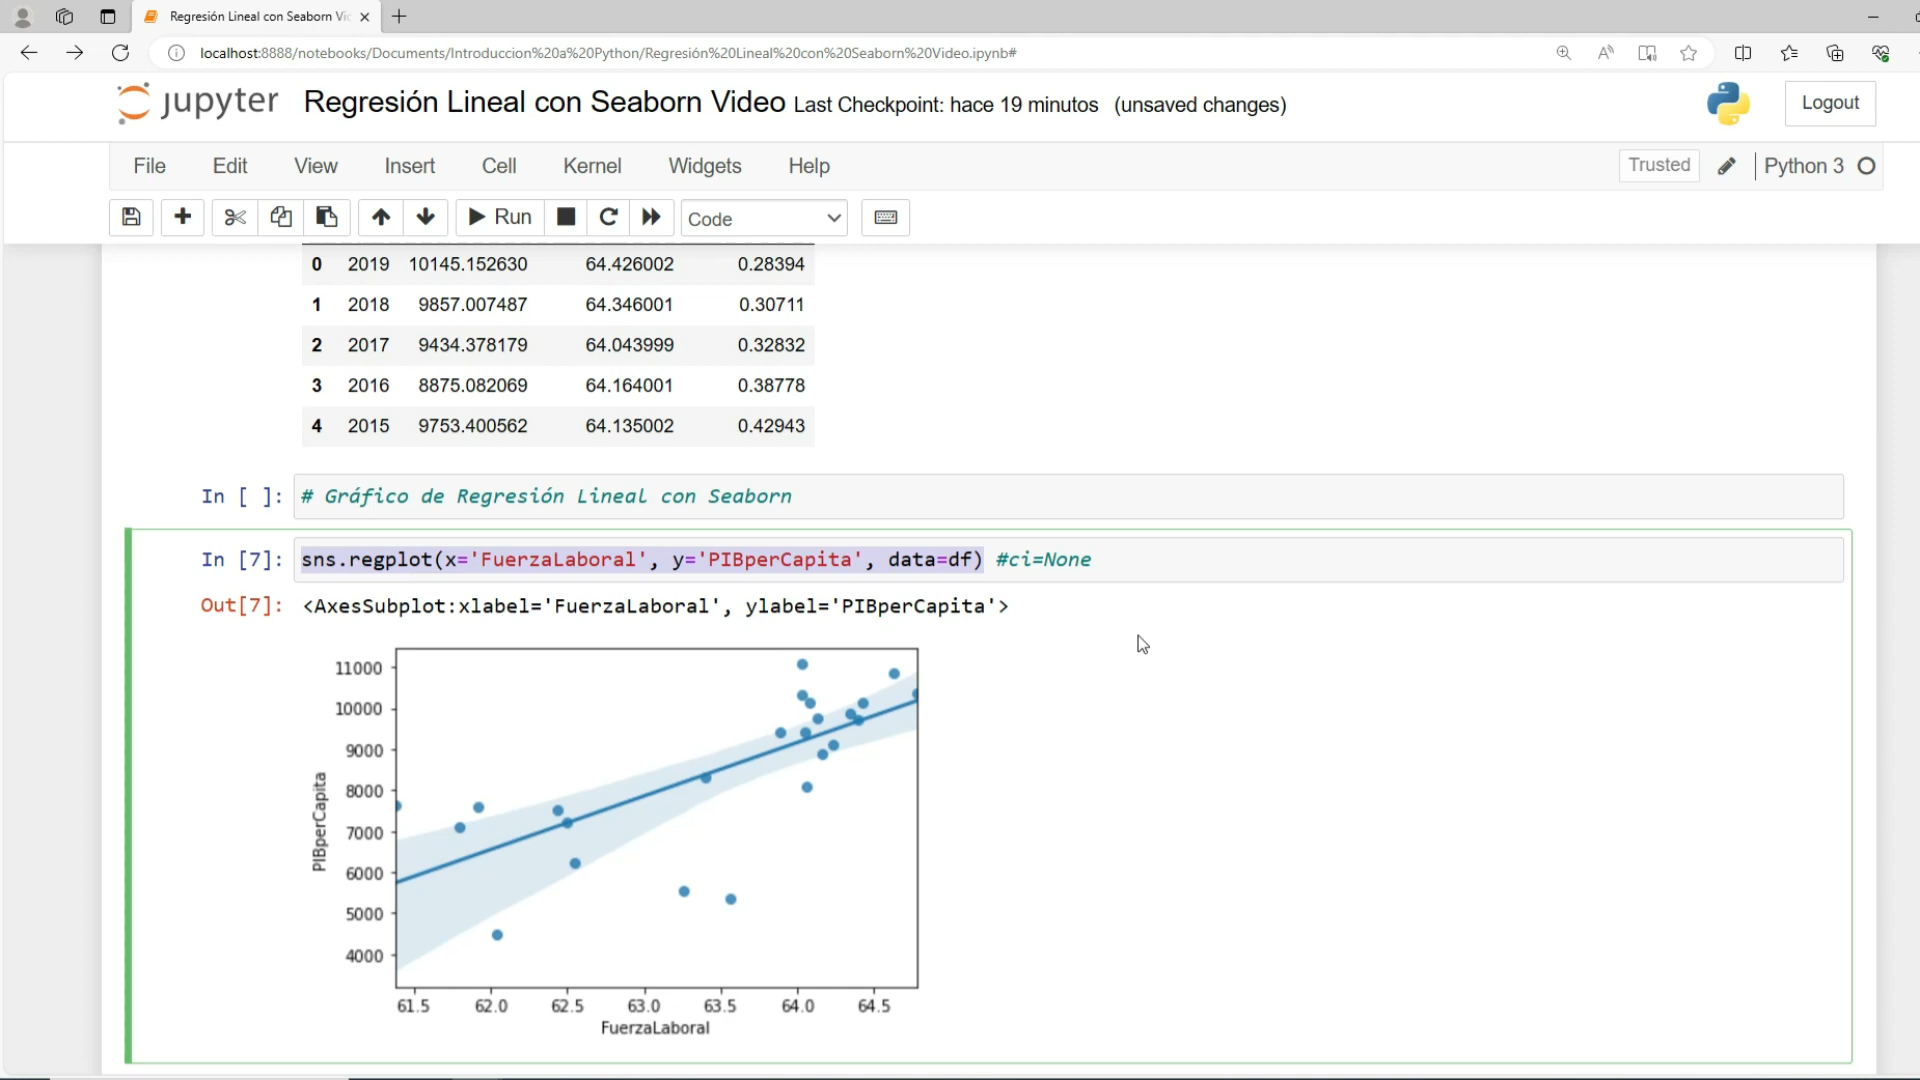 Regresión Lineal con Seaborn Vi
localhost:8888/notebooks/Documents/Introduccion%20a%20Python/Regresión%20Lineal%20con%20Seaborn%20Video.ipynb#
jupyter Regresión Lineal con Seaborn Video Last Checkpoint: hace 19 minutos (unsaved changes)
Logout
File Edit View Insert Cell Kernel Widgets Help
Trusted Python 3
Run Code
0 2019 10145.152630 64.426002 0.28394
1 2018 9857.007487 64.346001 0.30711
2 2017 9434.378179 64.043999 0.32832
3 2016 8875.082069 64.164001 0.38778
4 2015 9753.400562 64.135002 0.42943
In [ ]: # Gráfico de Regresión Lineal con Seaborn
In [7]: sns.regplot(x='FuerzaLaboral', y='PIBperCapita', data=df) #ci=None
Out[7]: <AxesSubplot:xlabel='FuerzaLaboral', ylabel='PIBperCapita'>
11000
10000
9000
8000
7000
6000
5000
4000
PIBperCapita
61.5 62.0 62.5 63.0 63.5 64.0 64.5
FuerzaLaboral